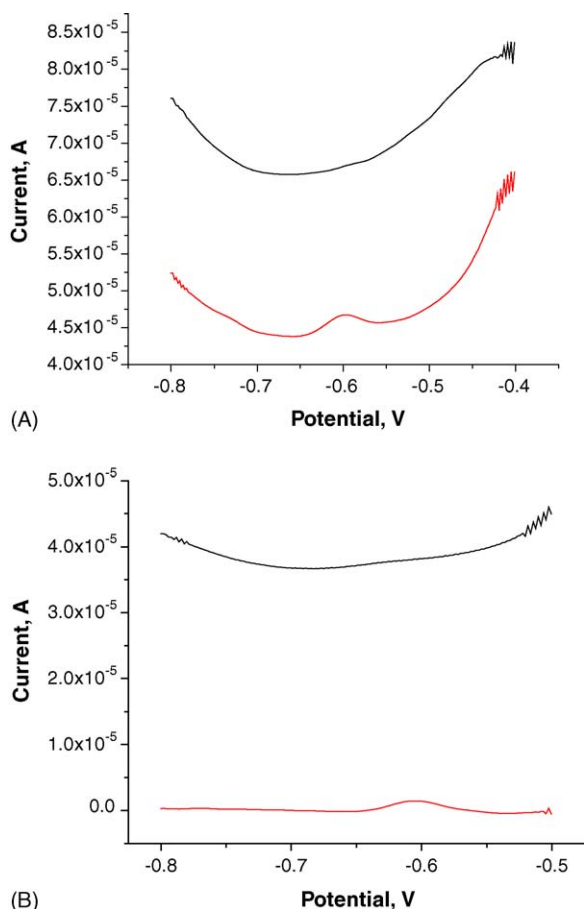 8.5x10⁻⁵
8.0x10⁻⁵
7.5x10⁻⁵
7.0x10⁻⁵
6.5x10⁻⁵
6.0x10⁻⁵
5.5x10⁻⁵
5.0x10⁻⁵
4.5x10⁻⁵
4.0x10⁻⁵
Current, A
-0.8 -0.7 -0.6 -0.5 -0.4
Potential, V
(A)
5.0x10⁻⁵
4.0x10⁻⁵
3.0x10⁻⁵
2.0x10⁻⁵
1.0x10⁻⁵
0.0
Current, A
-0.8 -0.7 -0.6 -0.5
Potential, V
(B)